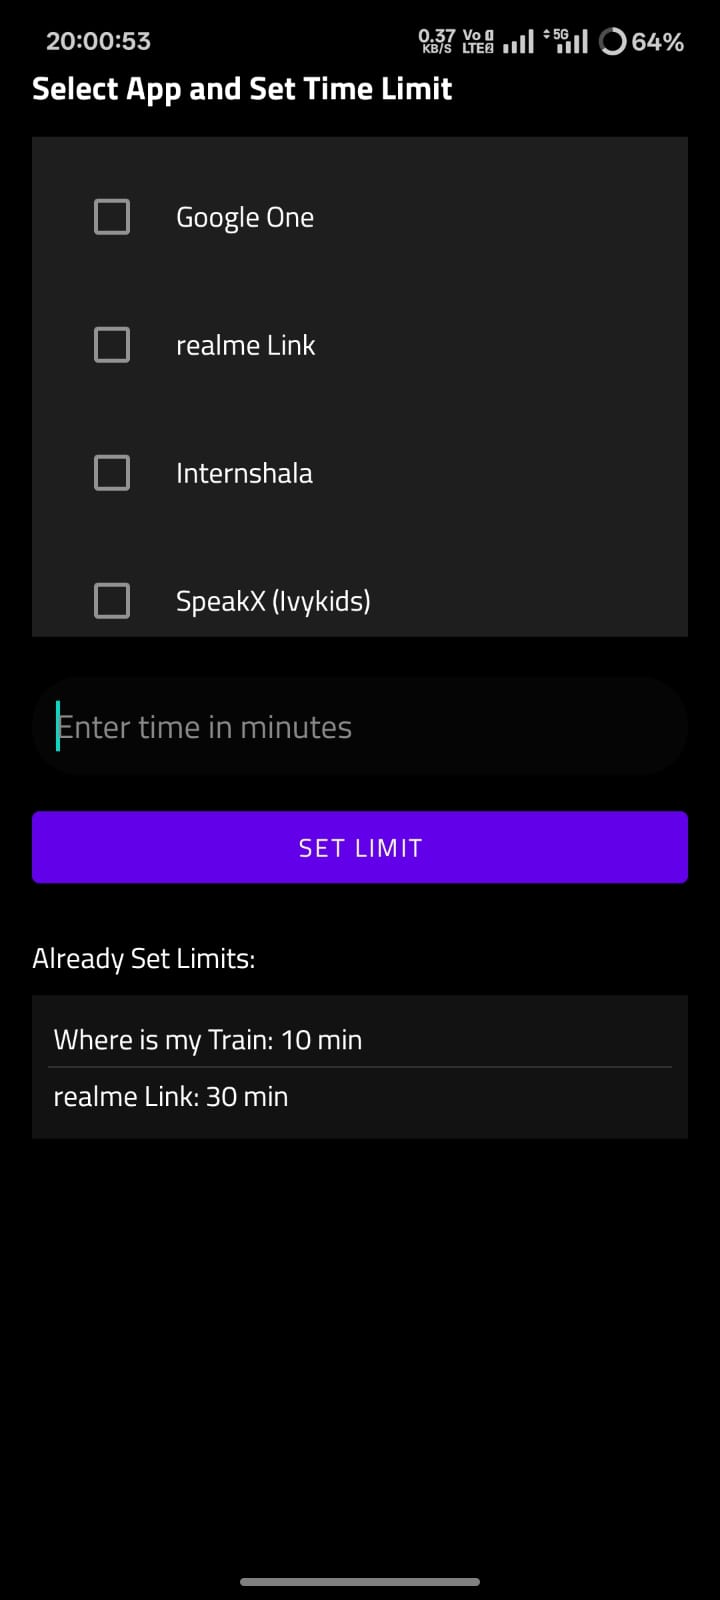 20:00:53 0.37 KB/S Vo LTE2 5G 64%
Select App and Set Time Limit
Google One
realme Link
Internshala
SpeakX (Ivykids)
Enter time in minutes
SET LIMIT
Already Set Limits:
Where is my Train: 10 min
realme Link: 30 min